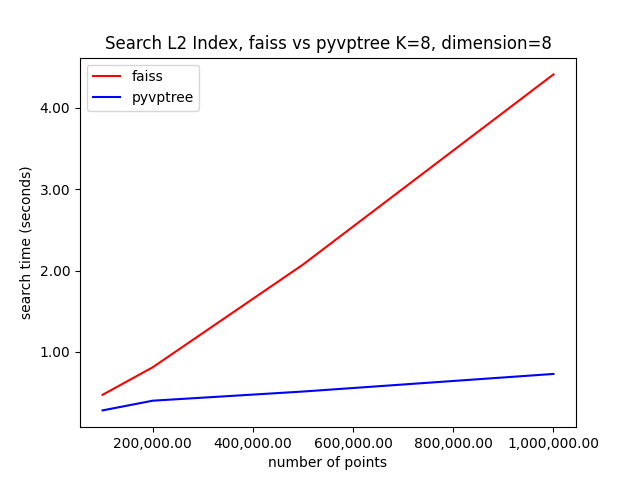 Search L2 Index, faiss vs pyvptree K=8, dimension=8
faiss
pyvptree
4.00
3.00
2.00
1.00
search time (seconds)
200,000.00 400,000.00 600,000.00 800,000.00 1,000,000.00
number of points